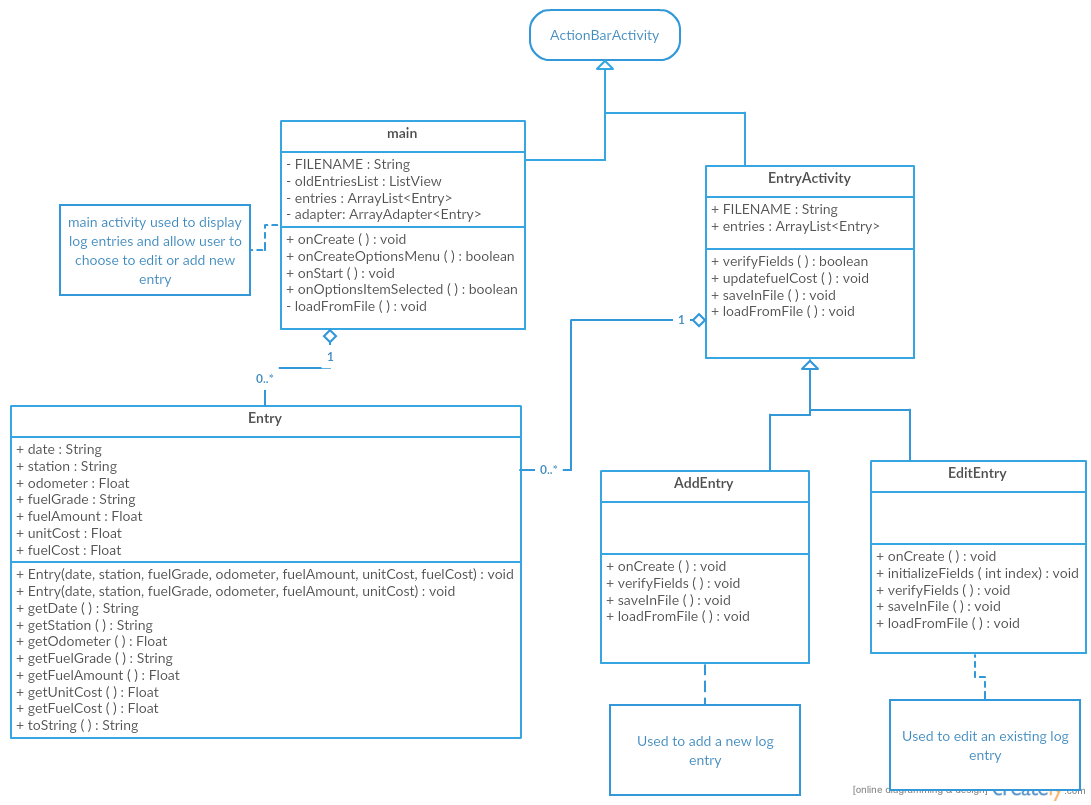 ActionBarActivity
main
- FILENAME : String
- oldEntriesList : ListView
- entries : ArrayList<Entry>
- adapter: ArrayAdapter<Entry>
+ onCreate ( ) : void
+ onCreateOptionsMenu ( ) : boolean
+ onStart ( ) : void
+ onOptionsItemSelected ( ) : boolean
- loadFromFile ( ) : void
main activity used to display
log entries and allow user to
choose to edit or add new
entry
EntryActivity
+ FILENAME : String
+ entries : ArrayList<Entry>
+ verifyFields ( ) : boolean
+ updatefuelCost ( ) : void
+ saveInFile ( ) : void
+ loadFromFile ( ) : void
1
1
0..*
0..*
Entry
+ date : String
+ station : String
+ odometer : Float
+ fuelGrade : String
+ fuelAmount : Float
+ unitCost : Float
+ fuelCost : Float
+ Entry(date, station, fuelGrade, odometer, fuelAmount, unitCost, fuelCost) : void
+ Entry(date, station, fuelGrade, odometer, fuelAmount, unitCost) : void
+ getDate ( ) : String
+ getStation ( ) : String
+ getOdometer ( ) : Float
+ getFuelGrade ( ) : String
+ getFuelAmount ( ) : Float
+ getUnitCost ( ) : Float
+ getFuelCost ( ) : Float
+ toString ( ) : String
AddEntry
+ onCreate ( ) : void
+ verifyFields ( ) : void
+ saveInFile ( ) : void
+ loadFromFile ( ) : void
EditEntry
+ onCreate ( ) : void
+ initializeFields ( int index) : void
+ verifyFields ( ) : void
+ saveInFile ( ) : void
+ loadFromFile ( ) : void
Used to add a new log
entry
Used to edit an existing log
entry
[online diagramming & design] creately.com